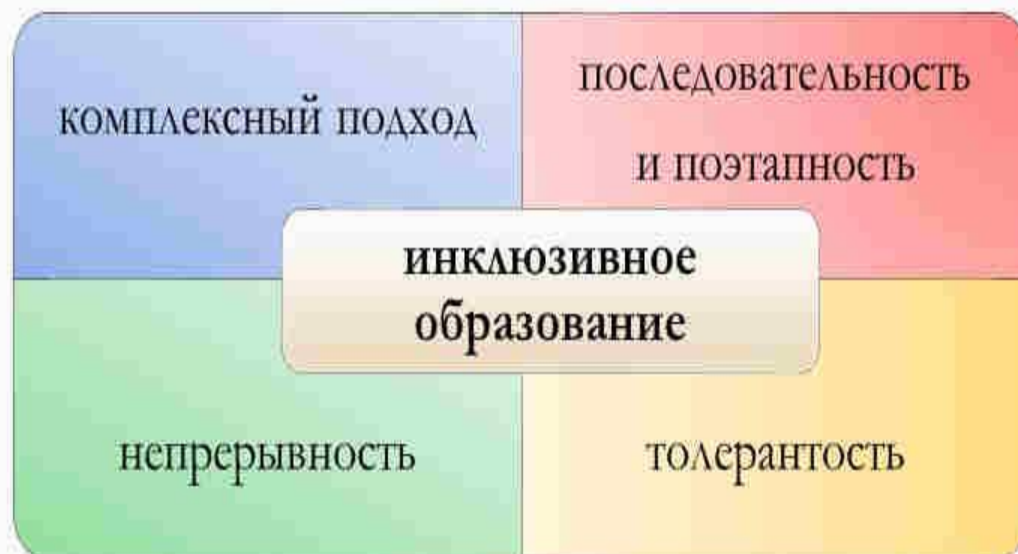 комплексный подход
последовательность
и поэтапность
инклюзивное
образование
непрерывность
толерантость